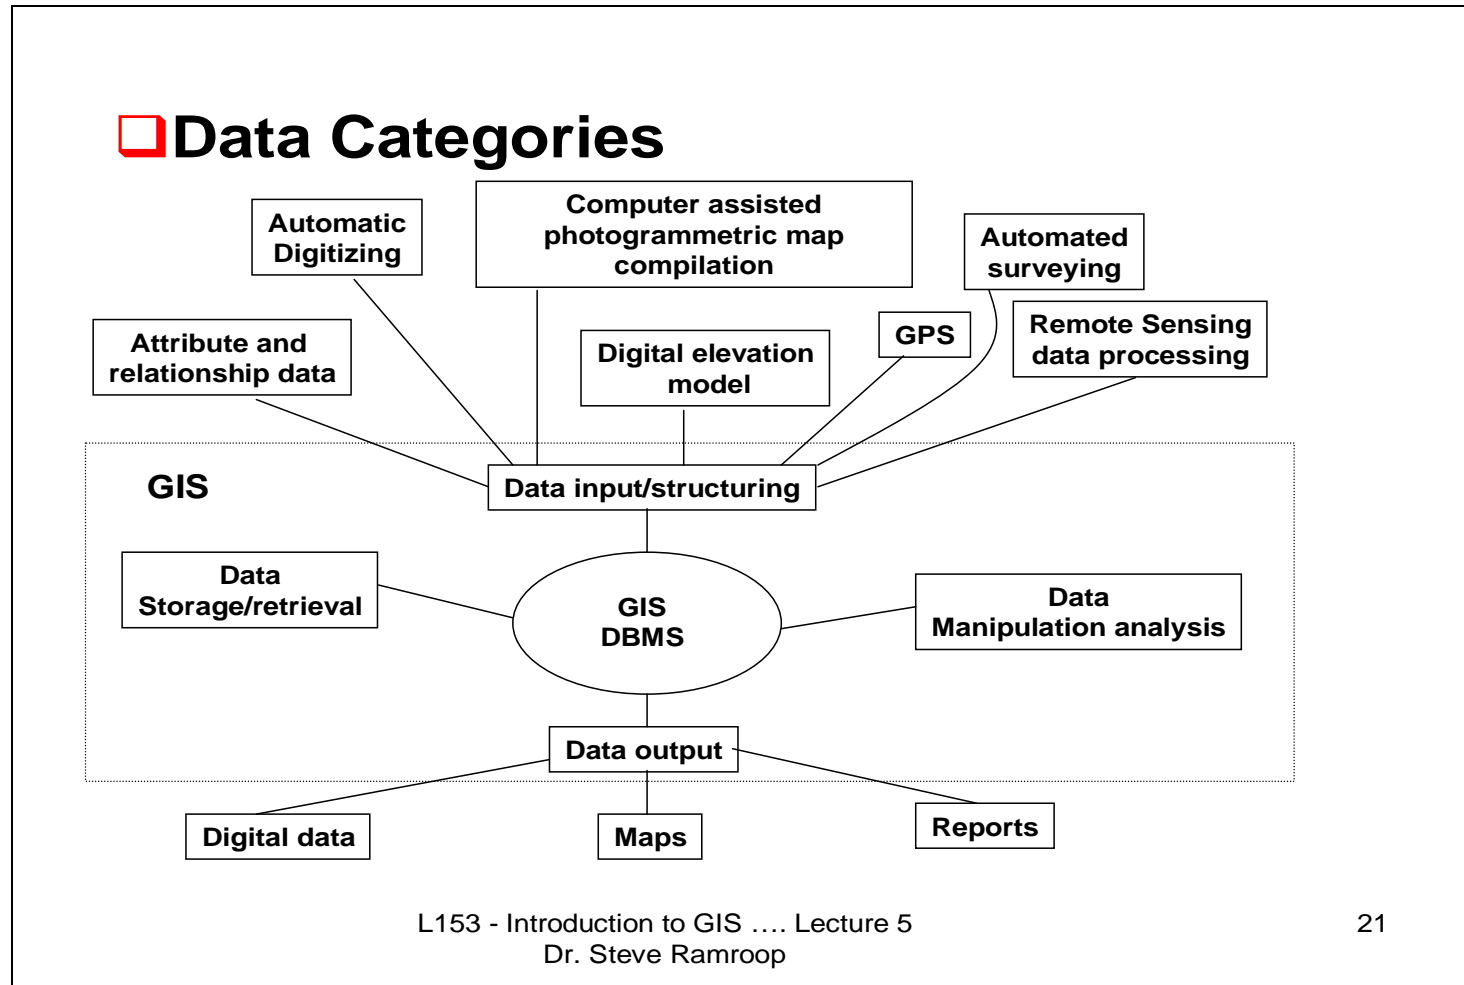 Data Categories
Automatic
Digitizing
Computer assisted
photogrammetric map
compilation
Automated
surveying
Attribute and
relationship data
Digital elevation
model
GPS
Remote Sensing
data processing
GIS
Data input/structuring
Data
Storage/retrieval
GIS
DBMS
Data
Manipulation analysis
Data output
Digital data
Maps
Reports
L153 - Introduction to GIS …. Lecture 5
Dr. Steve Ramroop
21